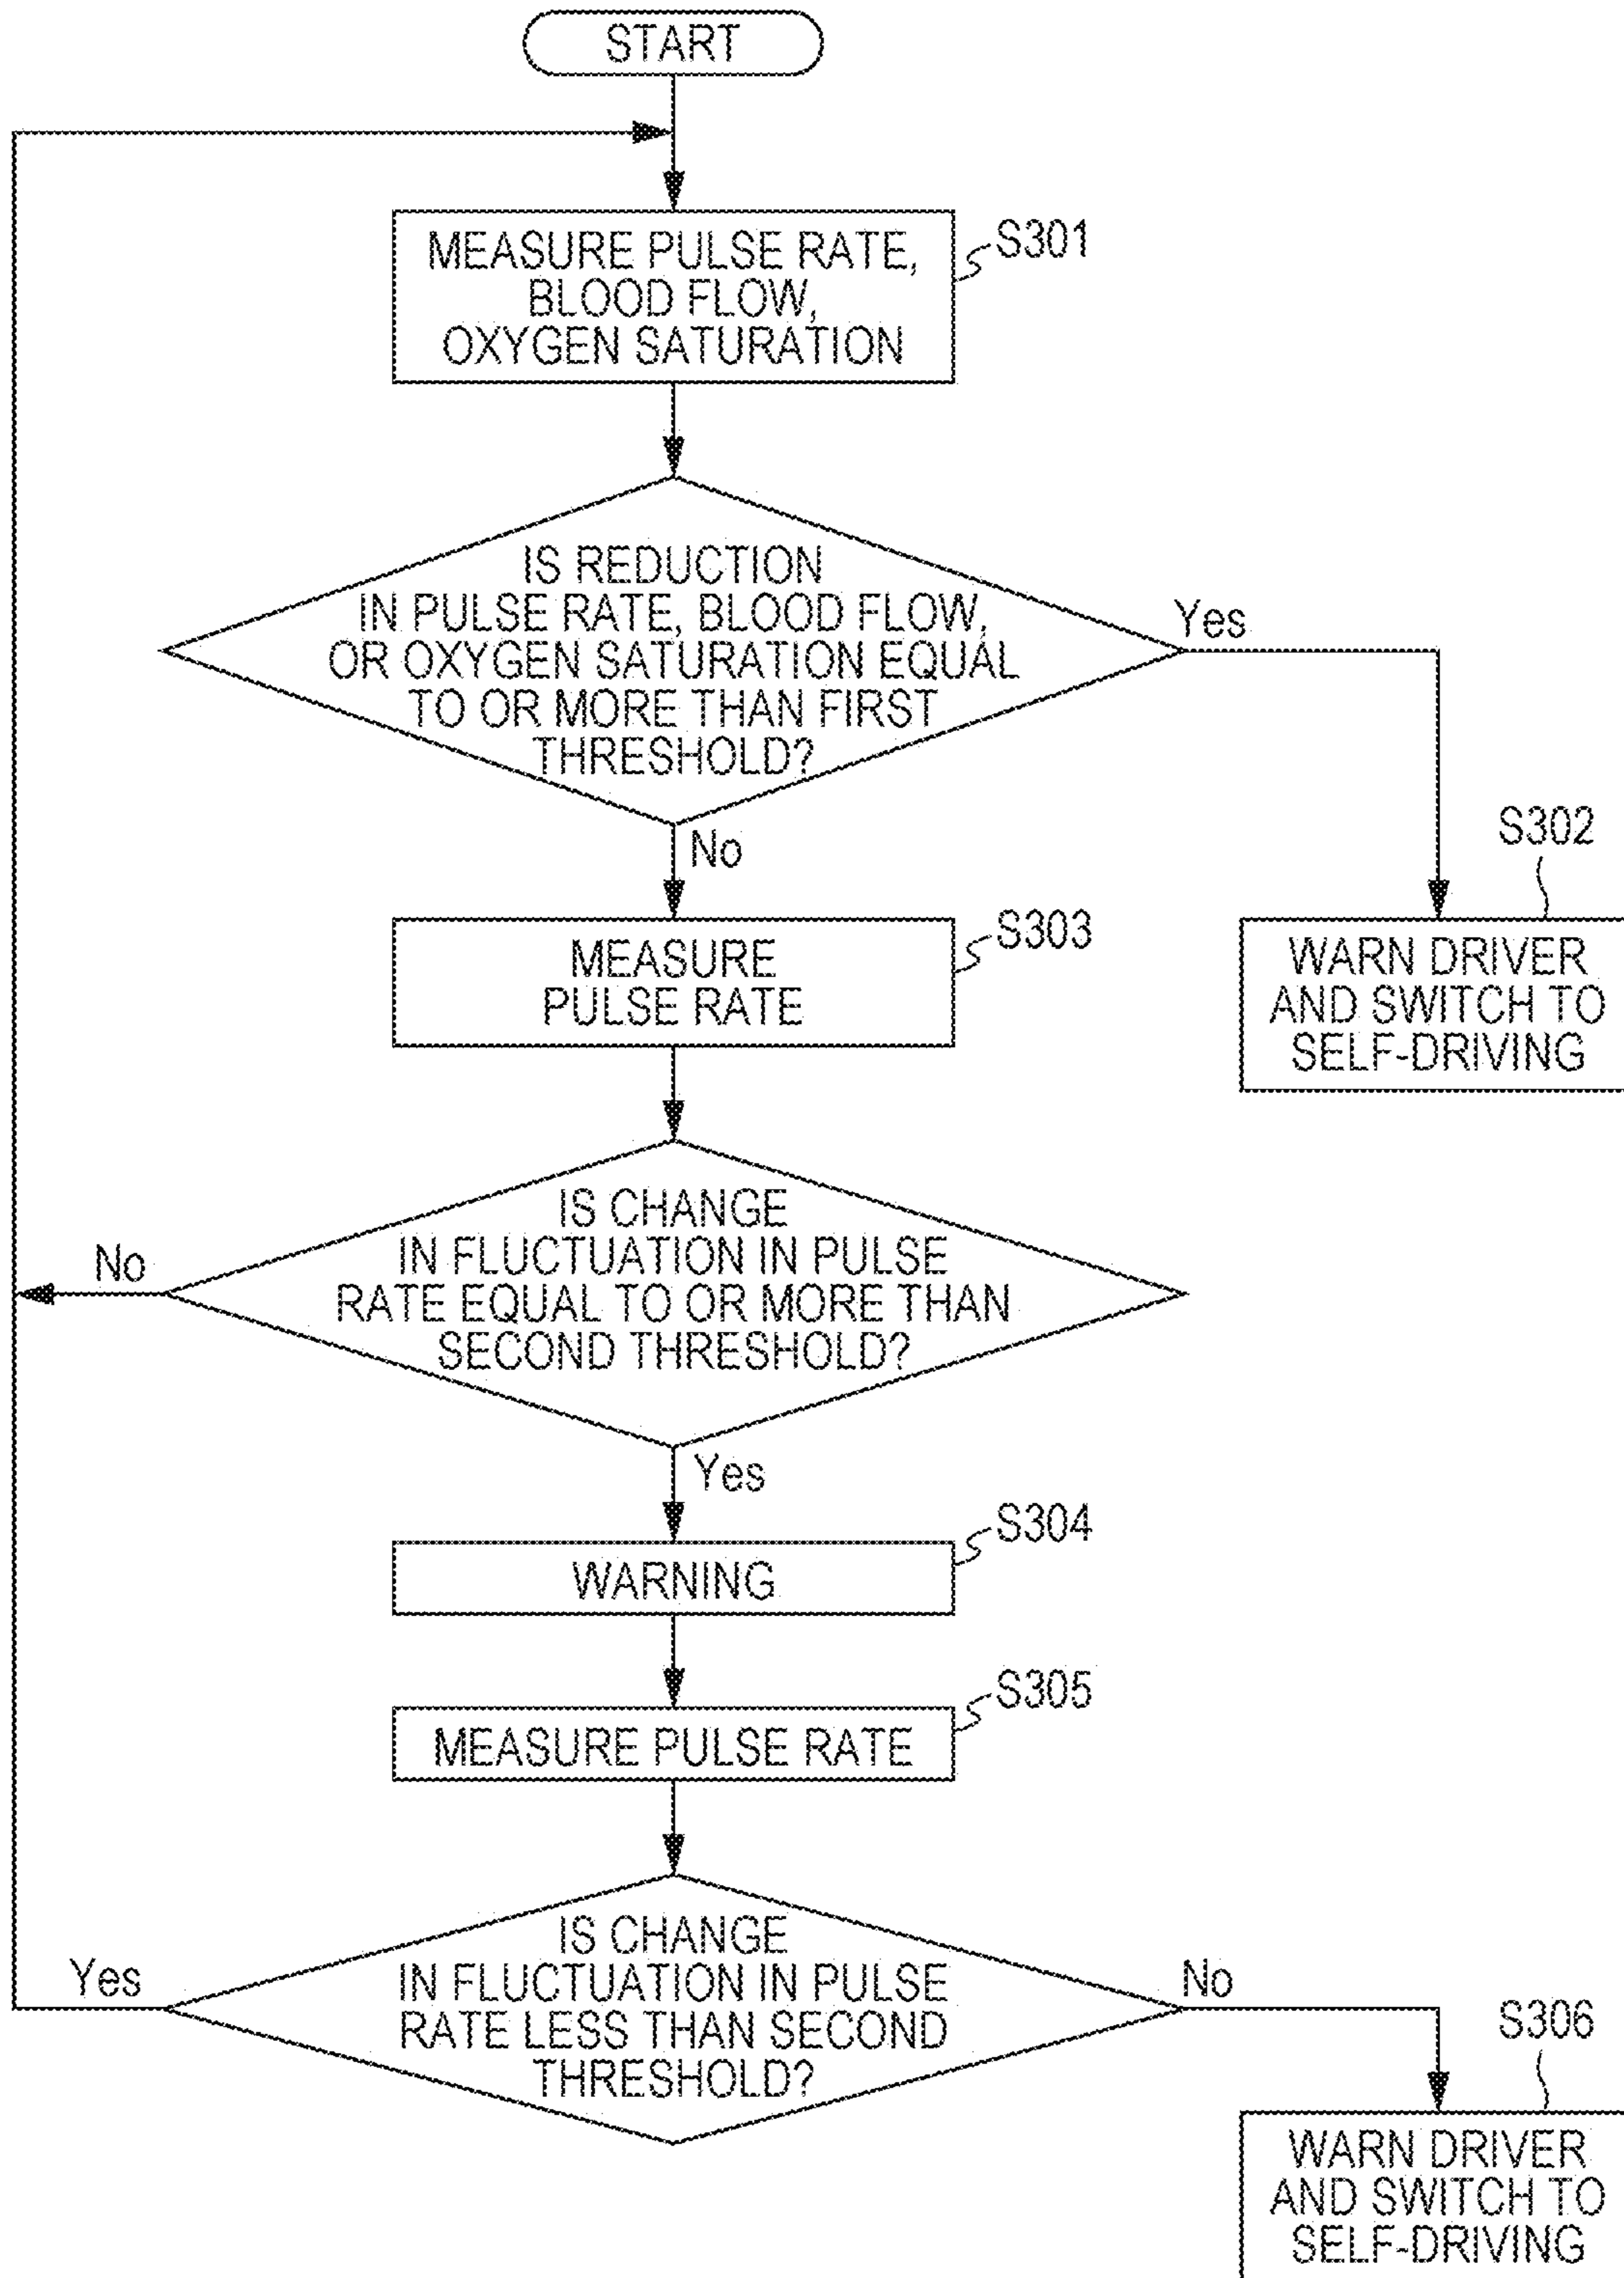 START
MEASURE PULSE RATE,
BLOOD FLOW,
OXYGEN SATURATION
S301
IS REDUCTION
IN PULSE RATE, BLOOD FLOW,
OR OXYGEN SATURATION EQUAL
TO OR MORE THAN FIRST
THRESHOLD?
Yes
No
S302
WARN DRIVER
AND SWITCH TO
SELF-DRIVING
MEASURE
PULSE RATE
S303
IS CHANGE
IN FLUCTUATION IN PULSE
RATE EQUAL TO OR MORE THAN
SECOND THRESHOLD?
No
Yes
WARNING
S304
MEASURE PULSE RATE
S305
IS CHANGE
IN FLUCTUATION IN PULSE
RATE LESS THAN SECOND
THRESHOLD?
Yes
No
S306
WARN DRIVER
AND SWITCH TO
SELF-DRIVING